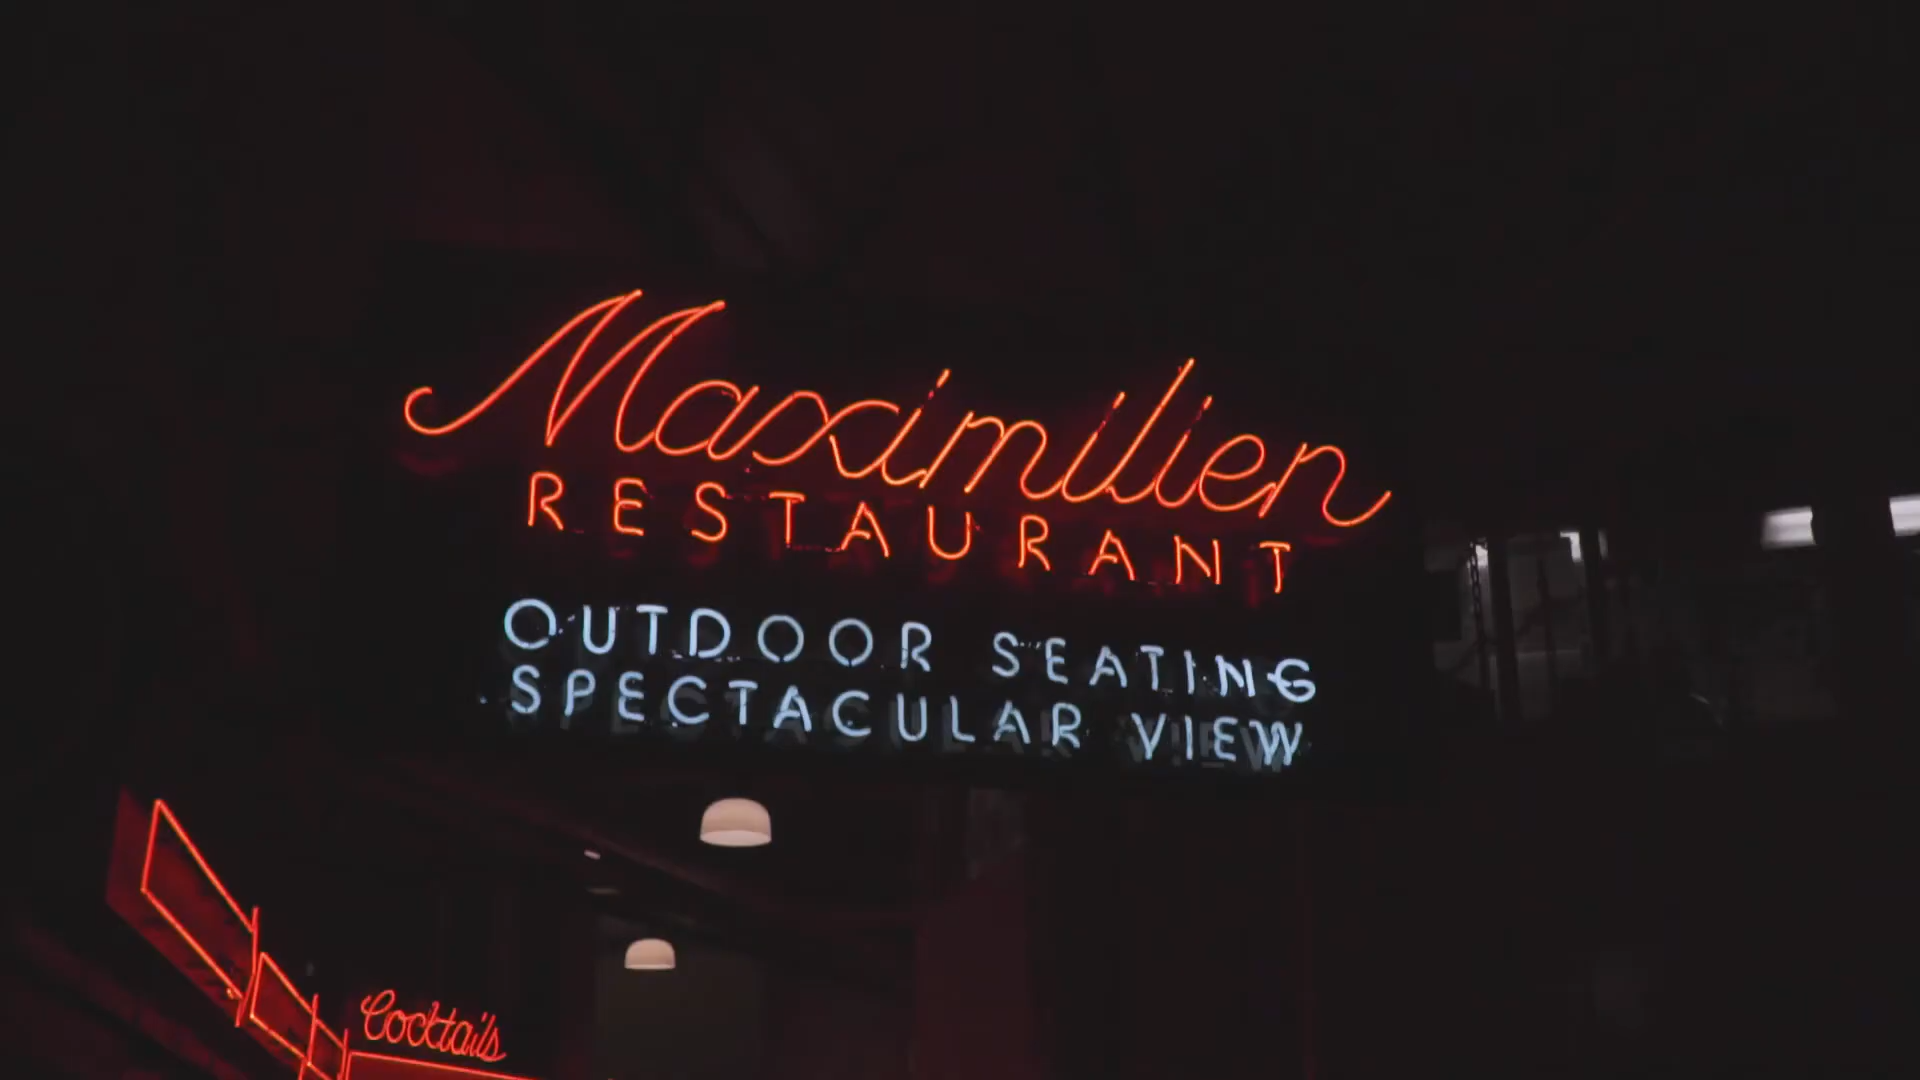 Maximilien
RESTAURANT
OUTDOOR SEATING
SPECTACULAR VIEW
Cocktails